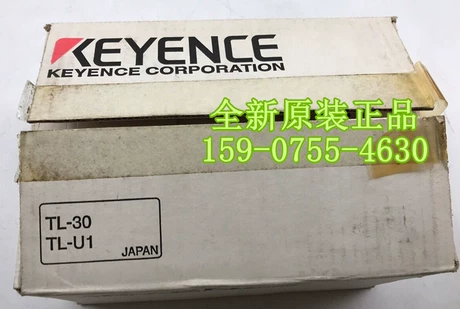 KEYENCE
KEYENCE CORPORATION
全新原装正品
159-0755-4630
TL-30
TL-U1
JAPAN